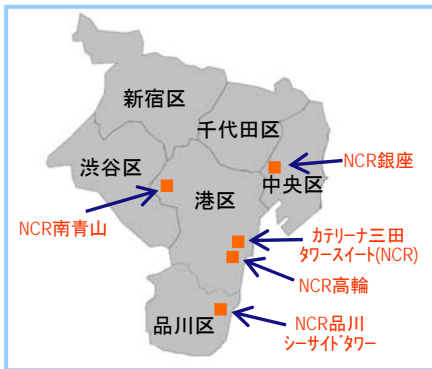 新宿区
千代田区
渋谷区
NCR銀座
中央区
港区
NCR南青山
カテリーナ三田
タワースイート(NCR)
NCR高輪
品川区
NCR品川
シーサイドタワー